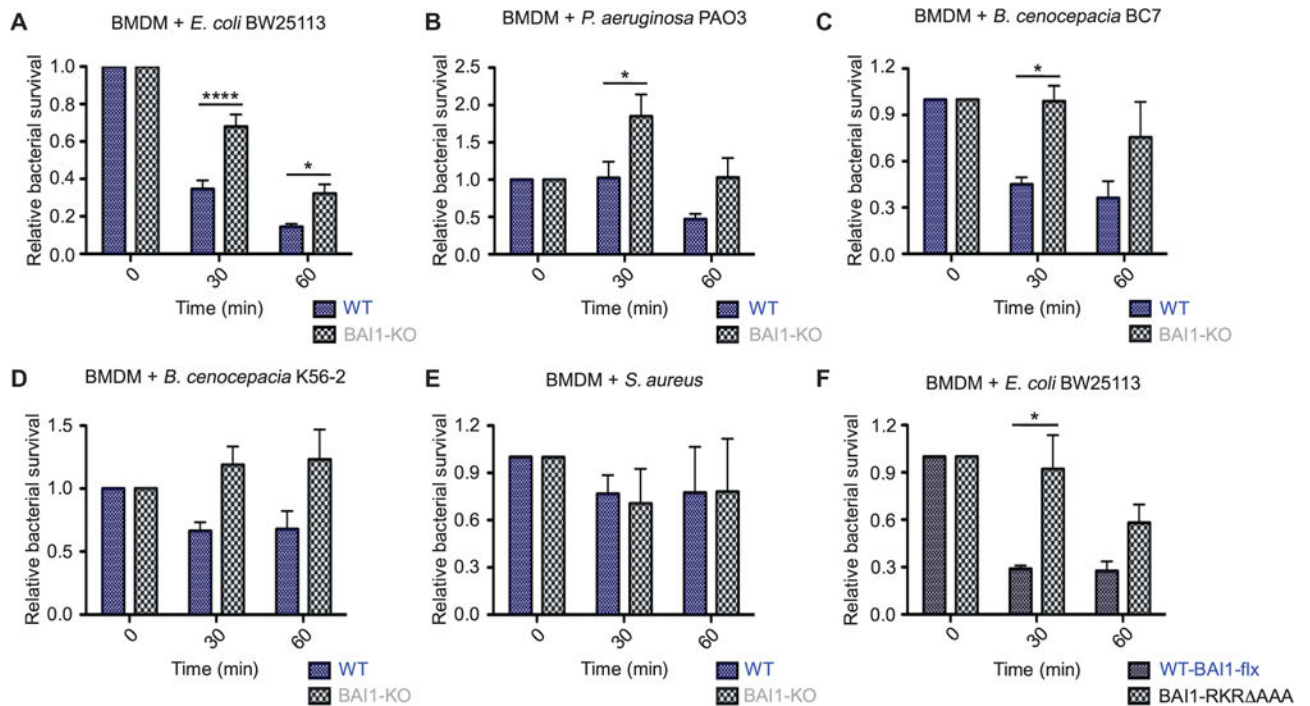 A
BMDM + E. coli BW25113
Relative bacterial survival
1.0
0.8
0.6
0.4
0.2
0.0
****
*
0
30
60
Time (min)
WT
BAI1-KO
B
BMDM + P. aeruginosa PAO3
Relative bacterial survival
2.5
2.0
1.5
1.0
0.5
0.0
*
0
30
60
Time (min)
WT
BAI1-KO
C
BMDM + B. cenocepacia BC7
Relative bacterial survival
1.2
0.9
0.6
0.3
0.0
*
0
30
60
Time (min)
WT
BAI1-KO
D
BMDM + B. cenocepacia K56-2
Relative bacterial survival
1.5
1.0
0.5
0.0
0
30
60
Time (min)
WT
BAI1-KO
E
BMDM + S. aureus
Relative bacterial survival
1.2
0.9
0.6
0.3
0.0
0
30
60
Time (min)
WT
BAI1-KO
F
BMDM + E. coli BW25113
Relative bacterial survival
1.2
0.9
0.6
0.3
0.0
*
0
30
60
Time (min)
WT-BAI1-flx
BAI1-RKRΔAAA